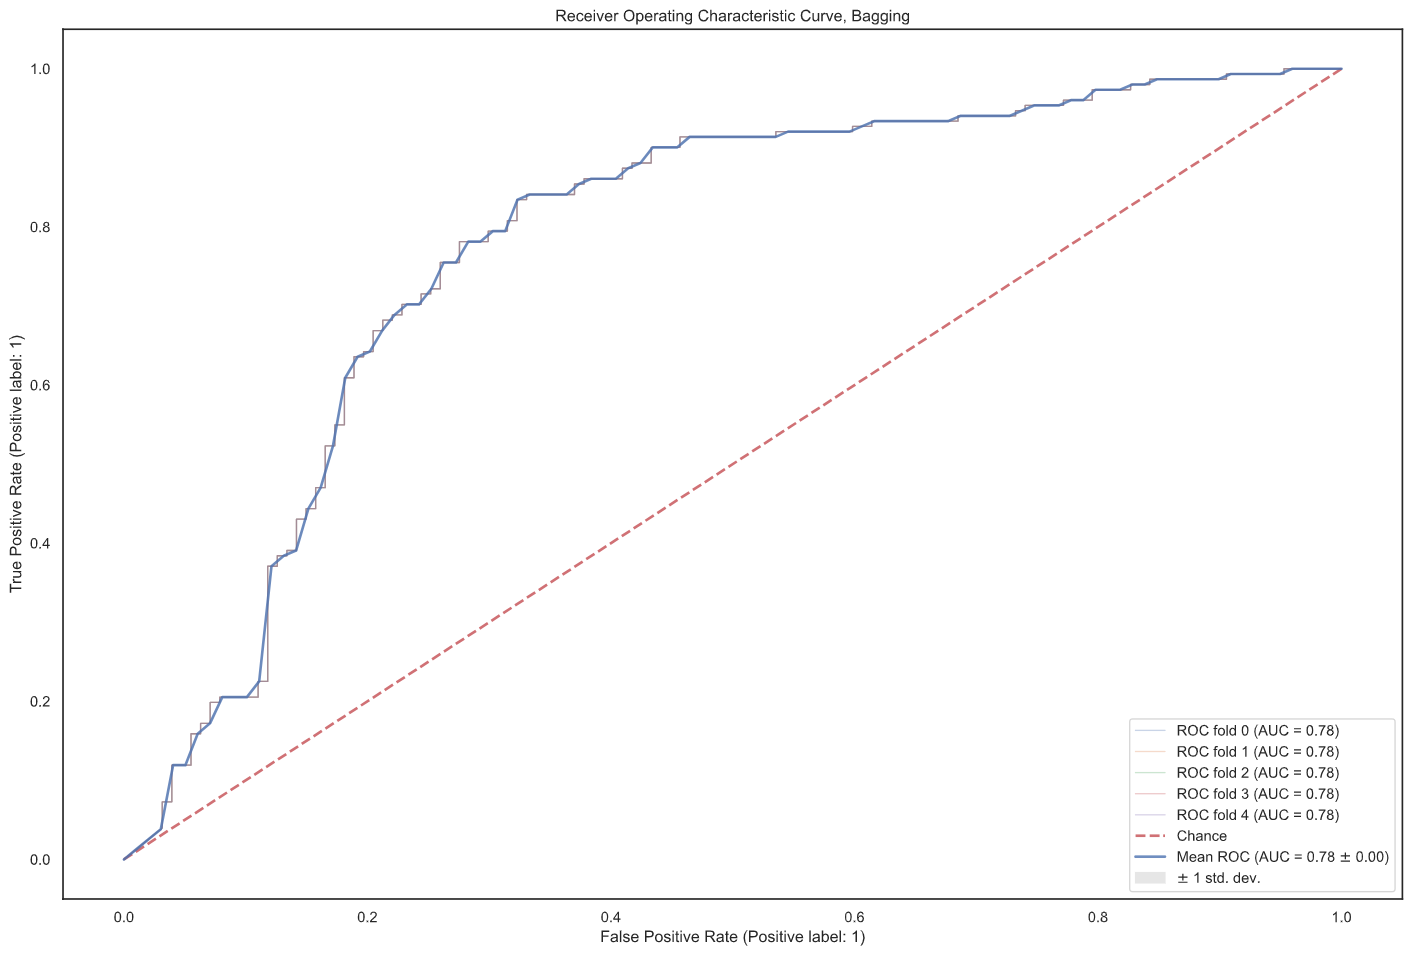 Receiver Operating Characteristic Curve, Bagging
True Positive Rate (Positive label: 1)
1.0
0.8
0.6
0.4
0.2
0.0
ROC fold 0 (AUC = 0.78)
ROC fold 1 (AUC = 0.78)
ROC fold 2 (AUC = 0.78)
ROC fold 3 (AUC = 0.78)
ROC fold 4 (AUC = 0.78)
Chance
Mean ROC (AUC = 0.78 ± 0.00)
± 1 std. dev.
0.0 0.2 0.4 0.6 0.8 1.0
False Positive Rate (Positive label: 1)